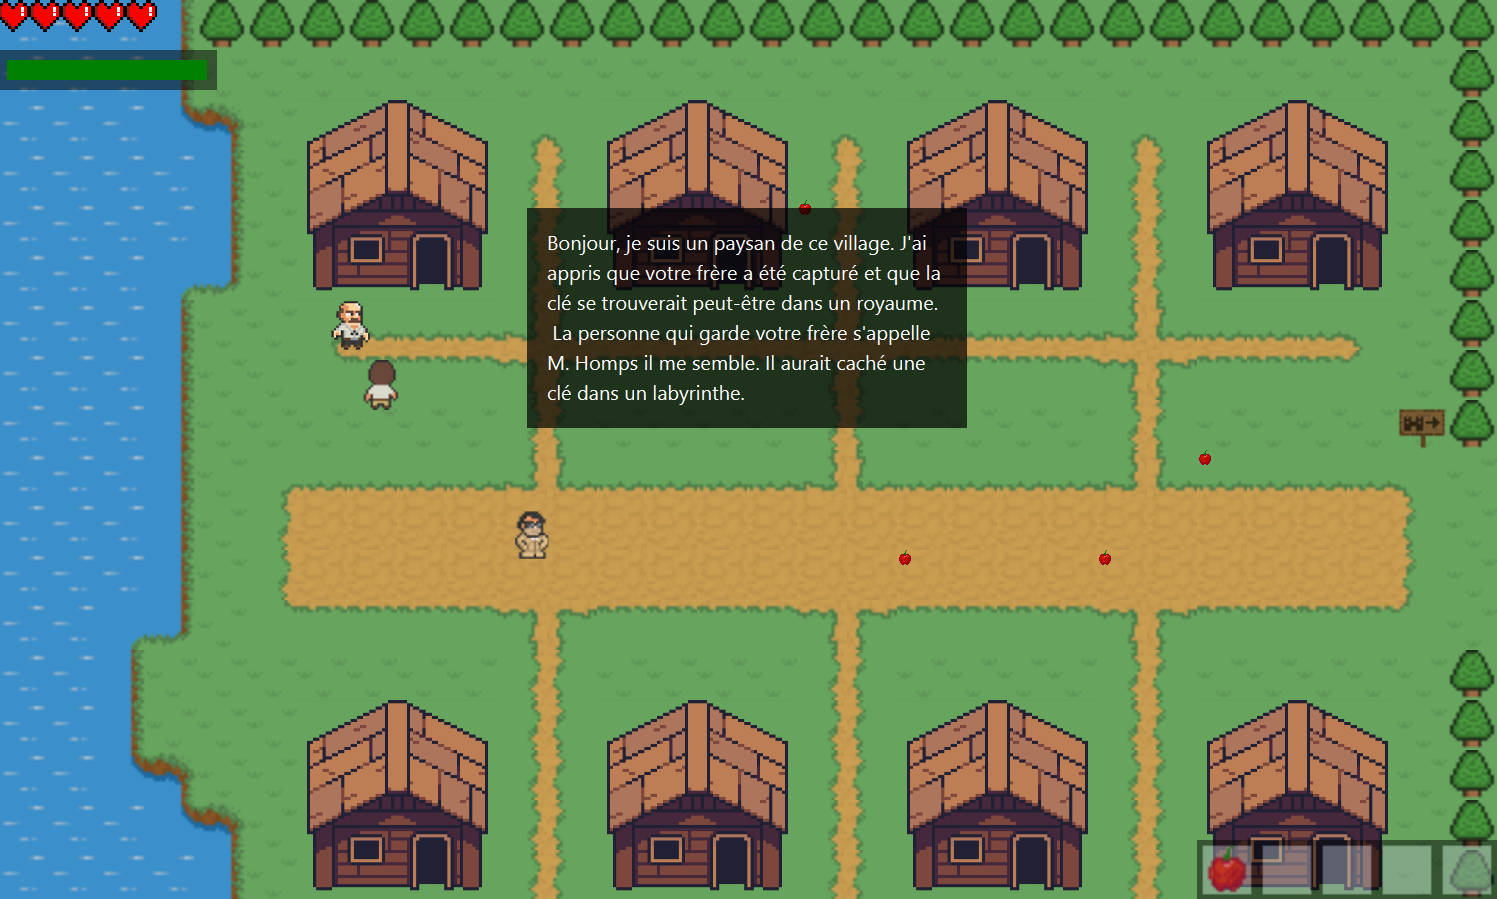 Bonjour, je suis un paysan de ce village. J'ai
appris que votre frère a été capturé et que la
clé se trouverait peut-être dans un royaume.
La personne qui garde votre frère s'appelle
M. Homps il me semble. Il aurait caché une
clé dans un labyrinthe.